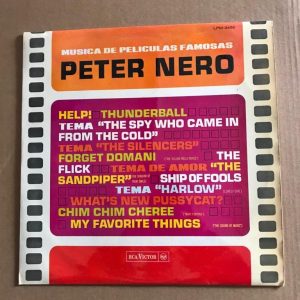 LPM-3496
MUSICA DE PELICULAS FAMOSAS
PETER NERO
HELP! THUNDERBALL
TEMA "THE SPY WHO CAME IN
FROM THE COLD"
TEMA "THE SILENCERS"
FORGET DOMANI THE
FLICK TEMA DE AMOR "THE
SANDPIPER" SHIP OF FOOLS
TEMA "HARLOW"
WHAT'S NEW PUSSYCAT?
CHIM CHIM CHEREE
MY FAVORITE THINGS
RCA VICTOR